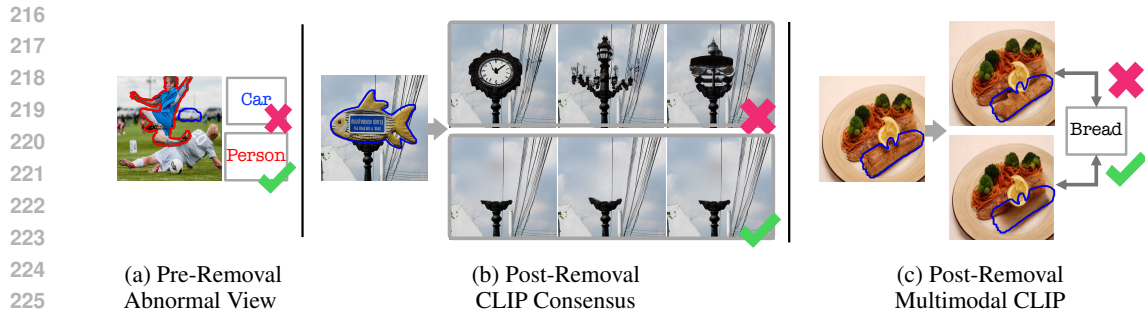 216
217
218
219
220
221
222
223
224
225
Car
Person
Bread
(a) Pre-Removal
Abnormal View
(b) Post-Removal
CLIP Consensus
(c) Post-Removal
Multimodal CLIP